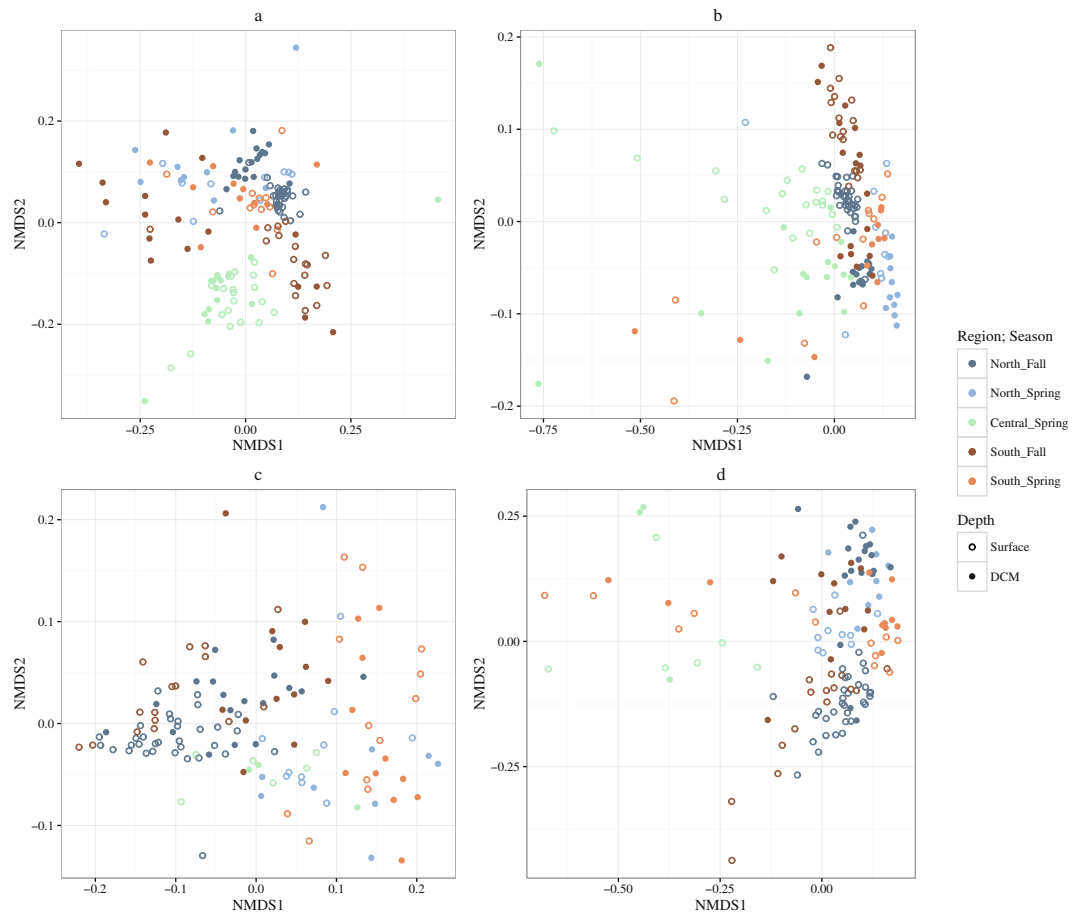 a
b
NMDS2
0.2
0.0
−0.2
−0.25
0.00
0.25
NMDS1
NMDS2
0.2
0.1
0.0
−0.1
−0.2
−0.75
−0.50
−0.25
0.00
NMDS1
c
d
NMDS2
0.2
0.1
0.0
−0.1
−0.2
−0.1
0.0
0.1
0.2
NMDS1
NMDS2
0.25
0.00
−0.25
−0.50
−0.25
0.00
NMDS1
Region; Season
North_Fall
North_Spring
Central_Spring
South_Fall
South_Spring
Depth
Surface
DCM